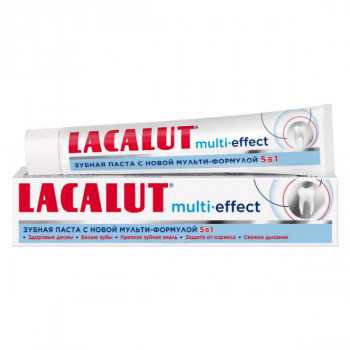 LACALUT® multi-effect
ЗУБНАЯ ПАСТА С НОВОЙ МУЛЬТИ-ФОРМУЛОЙ 5 в 1
LACALUT® multi-effect
ЗУБНАЯ ПАСТА С НОВОЙ МУЛЬТИ-ФОРМУЛОЙ 5 в 1
• Здоровые десны • Белые зубы • Крепкая зубная эмаль • Защита от кариеса • Свежее дыхание